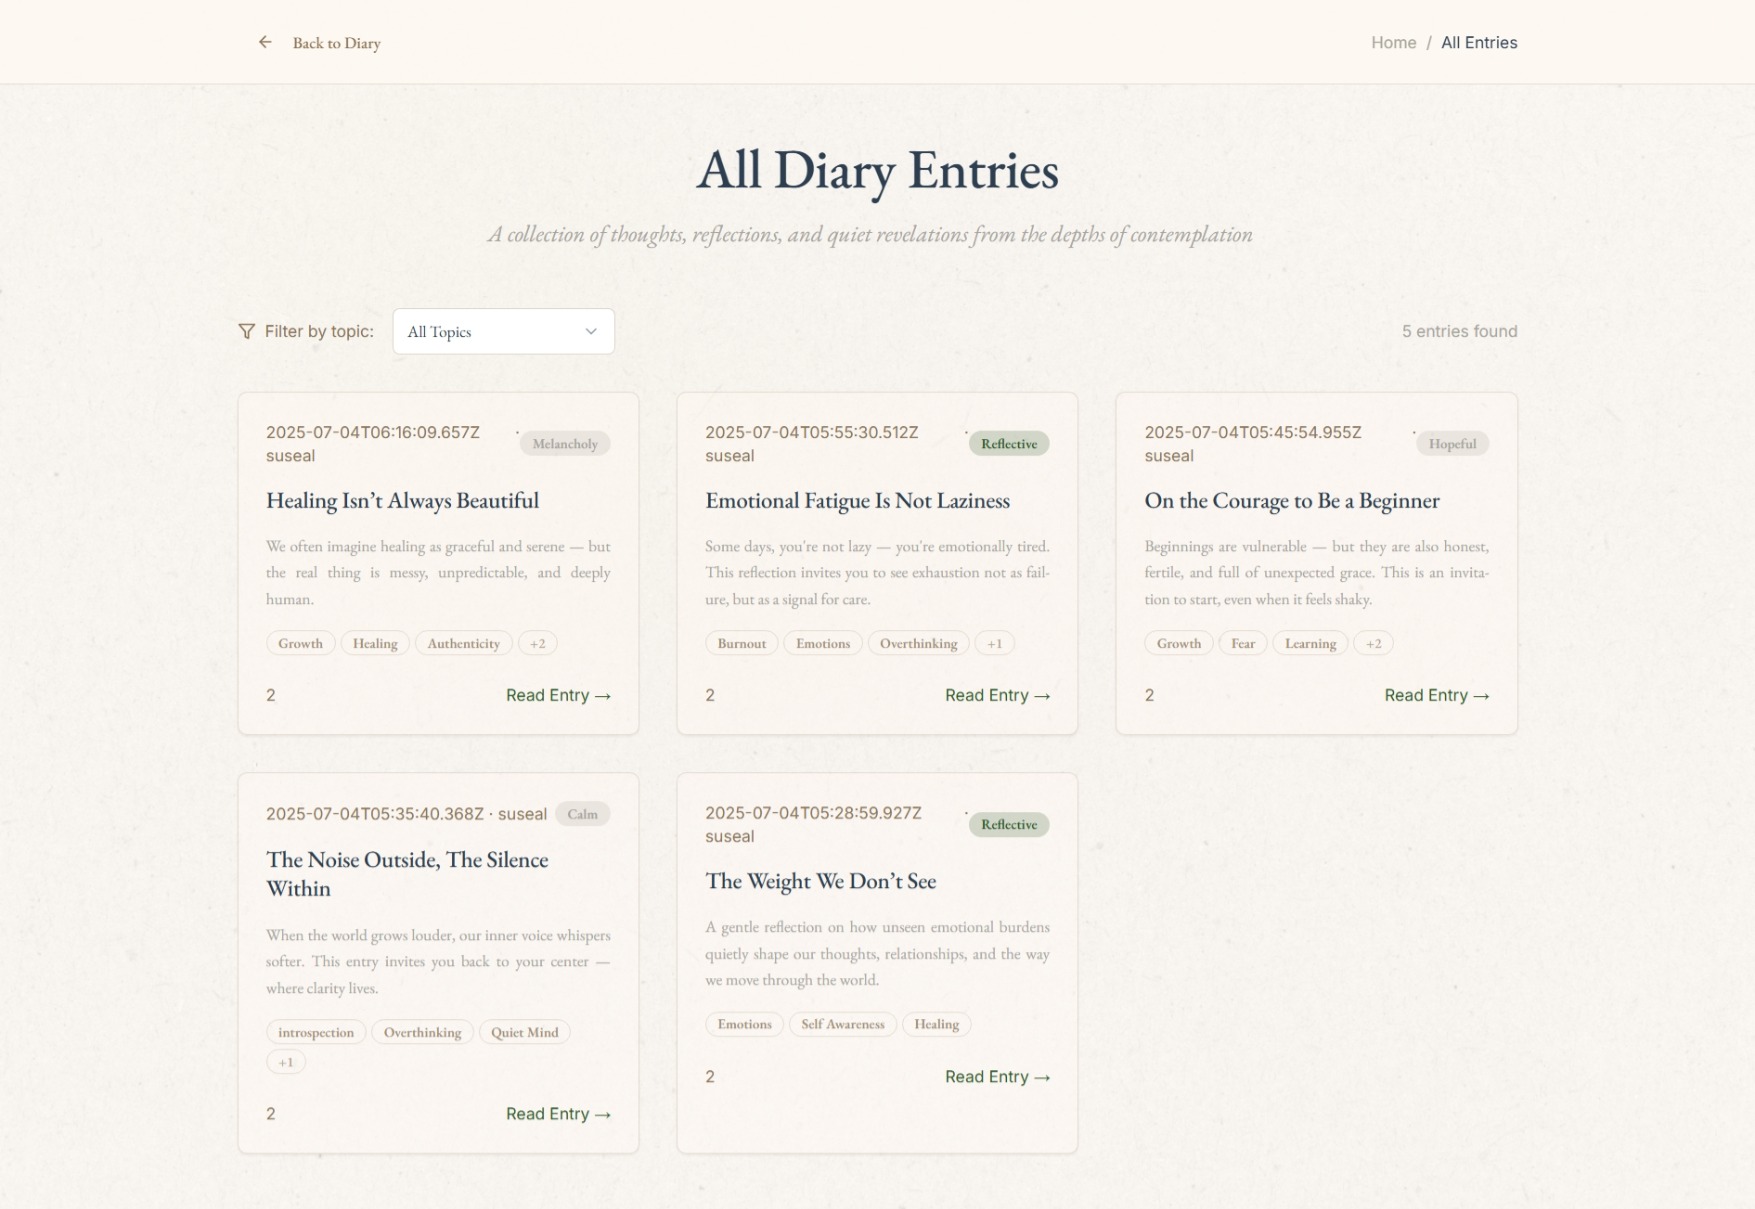 Back to Diary
Home / All Entries
All Diary Entries
A collection of thoughts, reflections, and quiet revelations from the depths of contemplation
Filter by topic:
All Topics
5 entries found
2025-07-04T06:16:09.657Z ·
suseal
Melancholy
Healing Isn’t Always Beautiful
We often imagine healing as graceful and serene — but
the real thing is messy, unpredictable, and deeply
human.
Growth Healing Authenticity +2
2
Read Entry →
2025-07-04T05:55:30.512Z ·
suseal
Reflective
Emotional Fatigue Is Not Laziness
Some days, you're not lazy — you're emotionally tired.
This reflection invites you to see exhaustion not as fail-
ure, but as a signal for care.
Burnout Emotions Overthinking +1
2
Read Entry →
2025-07-04T05:45:54.955Z ·
suseal
Hopeful
On the Courage to Be a Beginner
Beginnings are vulnerable — but they are also honest,
fertile, and full of unexpected grace. This is an invita-
tion to start, even when it feels shaky.
Growth Fear Learning +2
2
Read Entry →
2025-07-04T05:35:40.368Z · suseal
Calm
The Noise Outside, The Silence
Within
When the world grows louder, our inner voice whispers
softer. This entry invites you back to your center —
where clarity lives.
introspection Overthinking Quiet Mind
+1
2
Read Entry →
2025-07-04T05:28:59.927Z ·
suseal
Reflective
The Weight We Don’t See
A gentle reflection on how unseen emotional burdens
quietly shape our thoughts, relationships, and the way
we move through the world.
Emotions Self Awareness Healing
2
Read Entry →